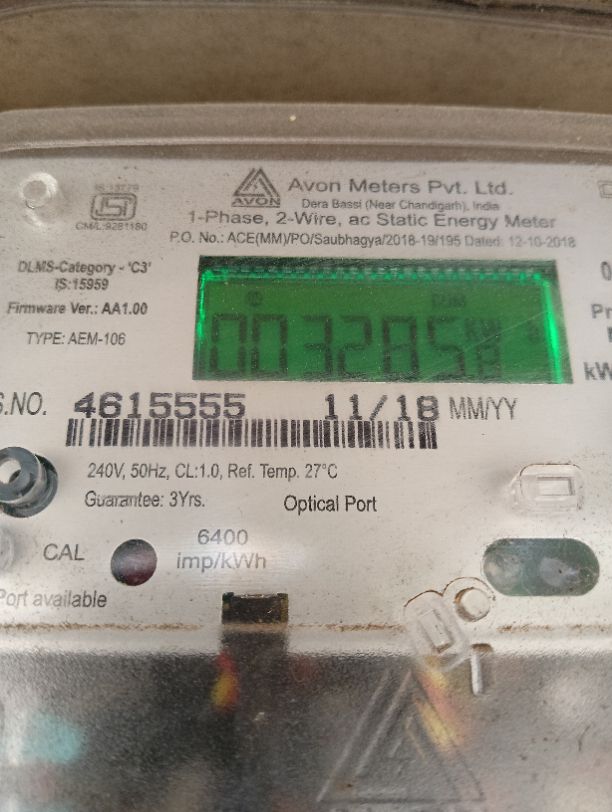 IS:13779
ISI
CM/L:9281180
AVON
Avon Meters Pvt. Ltd.
Dera Bassi (Near Chandigarh), India
1-Phase, 2-Wire, ac Static Energy Meter
P.O. No.: ACE(MM)/PO/Saubhagya/2018-19/195 Dated: 12-10-2018
DLMS-Category - 'C3'
IS:15959
Firmware Ver.: AA1.00
TYPE: AEM-106
003285
S.NO. 4615555 11/18 MM/YY
240V, 50Hz, CL:1.0, Ref. Temp. 27°C
Guarantee: 3Yrs.
Optical Port
CAL
6400
imp/kWh
Port available